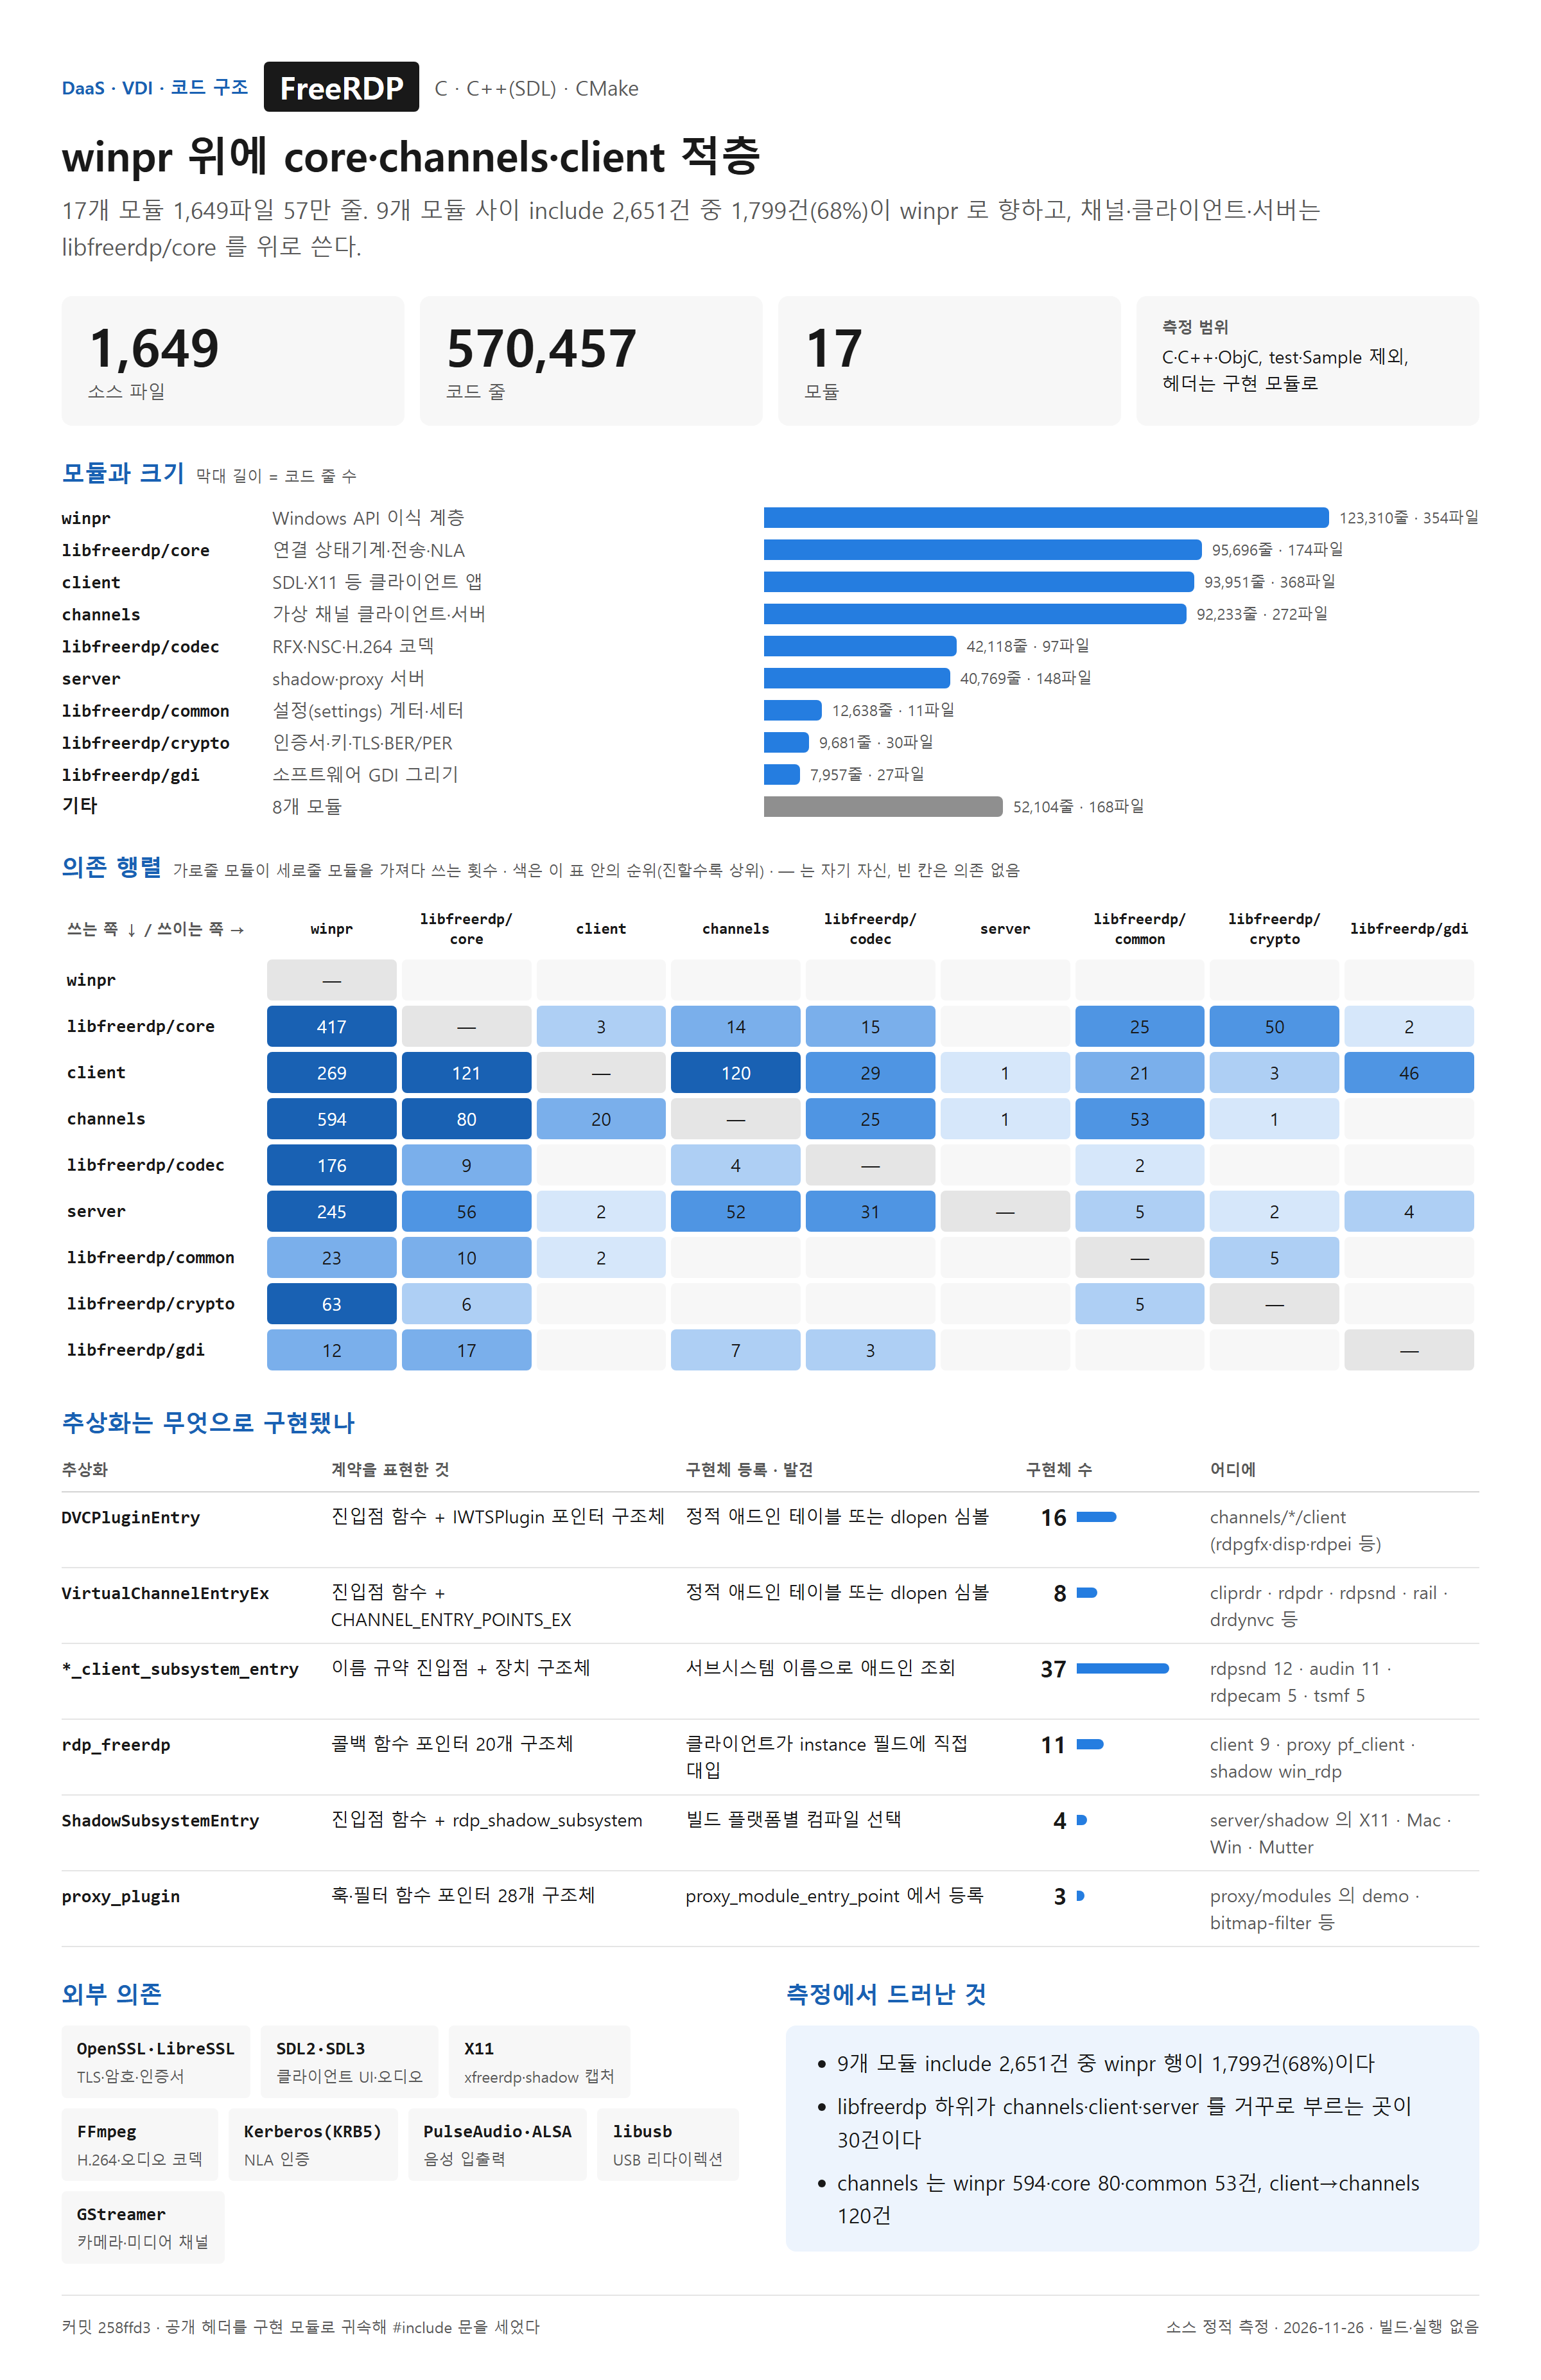 DaaS · VDI · 코드 구조 FreeRDP C · C++(SDL) · CMake
winpr 위에 core·channels·client 적층
17개 모듈 1,649파일 57만 줄. 9개 모듈 사이 include 2,651건 중 1,799건(68%)이 winpr 로 향하고, 채널·클라이언트·서버는
libfreerdp/core 를 위로 쓴다.
1,649
소스 파일
570,457
코드 줄
17
모듈
측정 범위
C·C++·ObjC, test·Sample 제외,
헤더는 구현 모듈로
모듈과 크기 막대 길이 = 코드 줄 수
winpr Windows API 이식 계층 123,310줄 · 354파일
libfreerdp/core 연결 상태기계·전송·NLA 95,696줄 · 174파일
client SDL·X11 등 클라이언트 앱 93,951줄 · 368파일
channels 가상 채널 클라이언트·서버 92,233줄 · 272파일
libfreerdp/codec RFX·NSC·H.264 코덱 42,118줄 · 97파일
server shadow·proxy 서버 40,769줄 · 148파일
libfreerdp/common 설정(settings) 게터·세터 12,638줄 · 11파일
libfreerdp/crypto 인증서·키·TLS·BER/PER 9,681줄 · 30파일
libfreerdp/gdi 소프트웨어 GDI 그리기 7,957줄 · 27파일
기타 8개 모듈 52,104줄 · 168파일
의존 행렬 가로줄 모듈이 세로줄 모듈을 가져다 쓰는 횟수 · 색은 이 표 안의 순위(진할수록 상위) · — 는 자기 자신, 빈 칸은 의존 없음
쓰는 쪽 ↓ / 쓰이는 쪽 → winpr libfreerdp/core client channels libfreerdp/codec server libfreerdp/common libfreerdp/crypto libfreerdp/gdi
winpr —
libfreerdp/core 417 — 3 14 15 25 50 2
client 269 121 — 120 29 1 21 3 46
channels 594 80 20 — 25 1 53 1
libfreerdp/codec 176 9 4 — 2
server 245 56 2 52 31 — 5 2 4
libfreerdp/common 23 10 2 — 5
libfreerdp/crypto 63 6 5 —
libfreerdp/gdi 12 17 7 3 —
추상화는 무엇으로 구현됐나
추상화 계약을 표현한 것 구현체 등록 · 발견 구현체 수 어디에
DVCPluginEntry 진입점 함수 + IWTSPlugin 포인터 구조체 정적 애드인 테이블 또는 dlopen 심볼 16 channels/*/client
(rdpgfx·disp·rdpei 등)
VirtualChannelEntryEx 진입점 함수 + 정적 애드인 테이블 또는 dlopen 심볼 8 cliprdr · rdpdr · rdpsnd · rail ·
CHANNEL_ENTRY_POINTS_EX drdynvc 등
*_client_subsystem_entry 이름 규약 진입점 + 장치 구조체 서브시스템 이름으로 애드인 조회 37 rdpsnd 12 · audin 11 ·
rdpecam 5 · tsmf 5
rdp_freerdp 콜백 함수 포인터 20개 구조체 클라이언트가 instance 필드에 직접 11 client 9 · proxy pf_client ·
대입 shadow win_rdp
ShadowSubsystemEntry 진입점 함수 + rdp_shadow_subsystem 빌드 플랫폼별 컴파일 선택 4 server/shadow 의 X11 · Mac ·
Win · Mutter
proxy_plugin 훅·필터 함수 포인터 28개 구조체 proxy_module_entry_point 에서 등록 3 proxy/modules 의 demo ·
bitmap-filter 등
외부 의존
OpenSSL·LibreSSL
TLS·암호·인증서
SDL2·SDL3
클라이언트 UI·오디오
X11
xfreerdp·shadow 캡처
FFmpeg
H.264·오디오 코덱
Kerberos(KRB5)
NLA 인증
PulseAudio·ALSA
음성 입출력
libusb
USB 리다이렉션
GStreamer
카메라·미디어 채널
측정에서 드러난 것
• 9개 모듈 include 2,651건 중 winpr 행이 1,799건(68%)이다
• libfreerdp 하위가 channels·client·server 를 거꾸로 부르는 곳이
30건이다
• channels 는 winpr 594·core 80·common 53건, client→channels
120건
커밋 258ffd3 · 공개 헤더를 구현 모듈로 귀속해 #include 문을 세었다
소스 정적 측정 · 2026-11-26 · 빌드·실행 없음